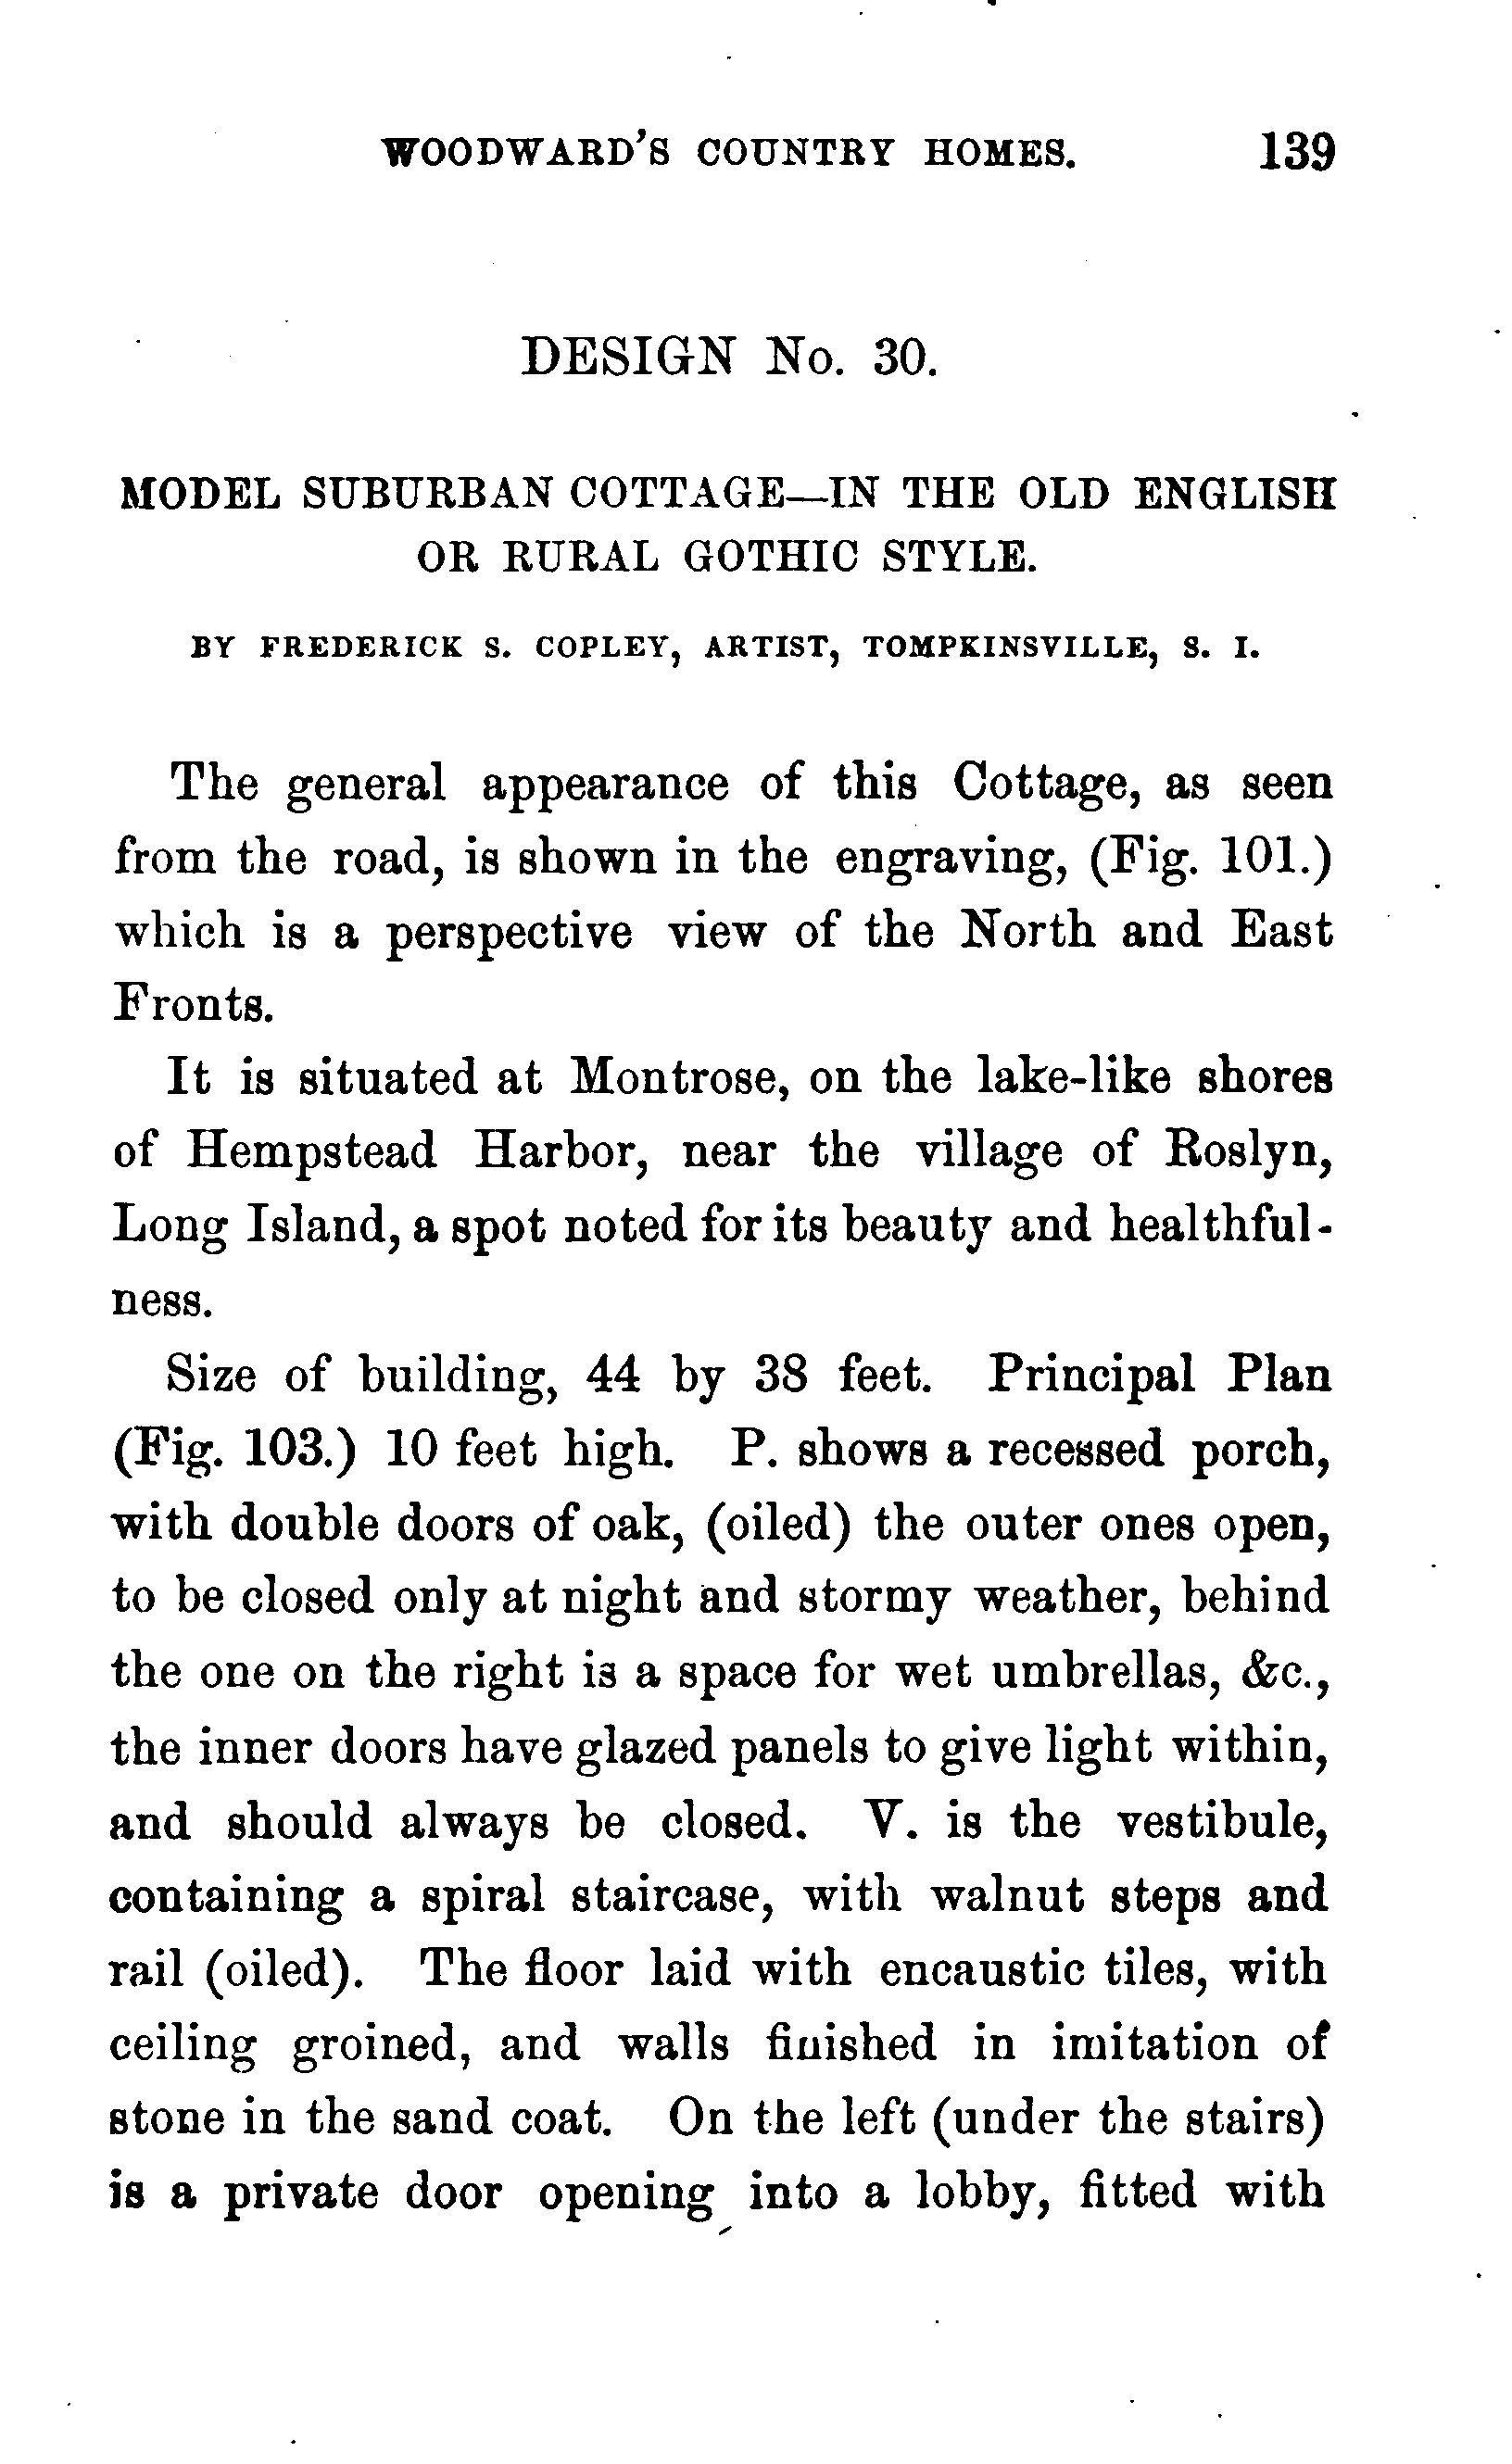 WOODWARD'S COUNTRY HOMES. 139
DESIGN No. 30.
MODEL SUBURBAN COTTAGE—IN THE OLD ENGLISH
OR RURAL GOTHIC STYLE.
BY FREDERICK S. COPLEY, ARTIST, TOMPKINSVILLE, S. I.
The general appearance of this Cottage, as seen
from the road, is shown in the engraving, (Fig. 101.)
which is a perspective view of the North and East
Fronts.
It is situated at Montrose, on the lake-like shores
of Hempstead Harbor, near the village of Roslyn,
Long Island, a spot noted for its beauty and healthful-
ness.
Size of building, 44 by 38 feet. Principal Plan
(Fig. 103.) 10 feet high. P. shows a recessed porch,
with double doors of oak, (oiled) the outer ones open,
to be closed only at night and stormy weather, behind
the one on the right is a space for wet umbrellas, &c.,
the inner doors have glazed panels to give light within,
and should always be closed. V. is the vestibule,
containing a spiral staircase, with walnut steps and
rail (oiled). The floor laid with encaustic tiles, with
ceiling groined, and walls finished in imitation of
stone in the sand coat. On the left (under the stairs)
is a private door opening into a lobby, fitted with